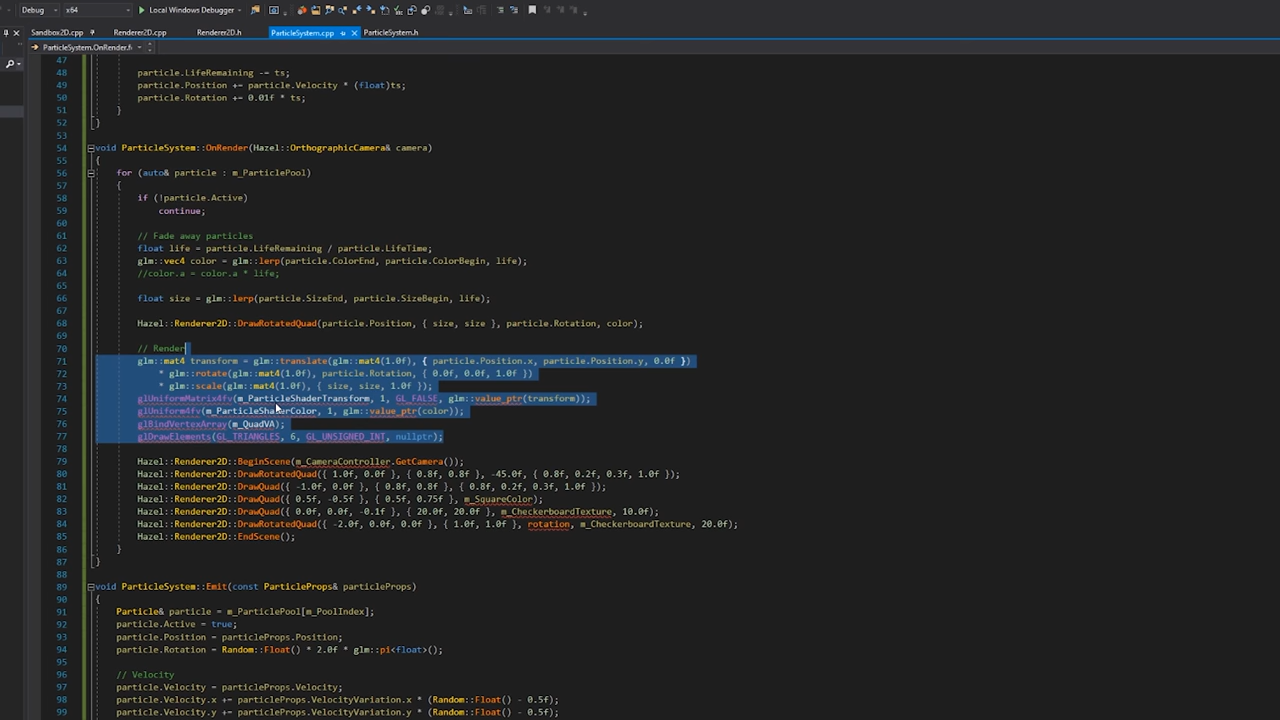 Debug x64 Local Windows Debugger
Sandbox2D.cpp Renderer2D.cpp Renderer2D.h ParticleSystem.cpp ParticleSystem.h
ParticleSystem.OnRender.f
47
48 particle.LifeRemaining -= ts;
49 particle.Position += particle.Velocity * (float)ts;
50 particle.Rotation += 0.01f * ts;
51 }
52 }
53
54 void ParticleSystem::OnRender(Hazel::OrthographicCamera& camera)
55 {
56 for (auto& particle : m_ParticlePool)
57 {
58 if (!particle.Active)
59 continue;
60
61 // Fade away particles
62 float life = particle.LifeRemaining / particle.LifeTime;
63 glm::vec4 color = glm::lerp(particle.ColorEnd, particle.ColorBegin, life);
64 //color.a = color.a * life;
65
66 float size = glm::lerp(particle.SizeEnd, particle.SizeBegin, life);
67
68 Hazel::Renderer2D::DrawRotatedQuad(particle.Position, { size, size }, particle.Rotation, color);
69
70 // Render
71 glm::mat4 transform = glm::translate(glm::mat4(1.0f), { particle.Position.x, particle.Position.y, 0.0f })
72 * glm::rotate(glm::mat4(1.0f), particle.Rotation, { 0.0f, 0.0f, 1.0f })
73 * glm::scale(glm::mat4(1.0f), { size, size, 1.0f });
74 glUniformMatrix4fv(m_ParticleShaderTransform, 1, GL_FALSE, glm::value_ptr(transform));
75 glUniform4fv(m_ParticleShaderColor, 1, glm::value_ptr(color));
76 glBindVertexArray(m_QuadVA);
77 glDrawElements(GL_TRIANGLES, 6, GL_UNSIGNED_INT, nullptr);
78
79 Hazel::Renderer2D::BeginScene(m_CameraController.GetCamera());
80 Hazel::Renderer2D::DrawRotatedQuad({ 1.0f, 0.0f }, { 0.8f, 0.8f }, -45.0f, { 0.8f, 0.2f, 0.3f, 1.0f });
81 Hazel::Renderer2D::DrawQuad({ -1.0f, 0.0f }, { 0.8f, 0.8f }, { 0.8f, 0.2f, 0.3f, 1.0f });
82 Hazel::Renderer2D::DrawQuad({ 0.5f, -0.5f }, { 0.5f, 0.75f }, m_SquareColor);
83 Hazel::Renderer2D::DrawQuad({ 0.0f, 0.0f, -0.1f }, { 20.0f, 20.0f }, m_CheckerboardTexture, 10.0f);
84 Hazel::Renderer2D::DrawRotatedQuad({ -2.0f, 0.0f, 0.0f }, { 1.0f, 1.0f }, rotation, m_CheckerboardTexture, 20.0f);
85 Hazel::Renderer2D::EndScene();
86 }
87 }
88
89 void ParticleSystem::Emit(const ParticleProps& particleProps)
90 {
91 Particle& particle = m_ParticlePool[m_PoolIndex];
92 particle.Active = true;
93 particle.Position = particleProps.Position;
94 particle.Rotation = Random::Float() * 2.0f * glm::pi<float>();
95
96 // Velocity
97 particle.Velocity = particleProps.Velocity;
98 particle.Velocity.x += particleProps.VelocityVariation.x * (Random::Float() - 0.5f);
99 particle.Velocity.y += particleProps.VelocityVariation.y * (Random::Float() - 0.5f);